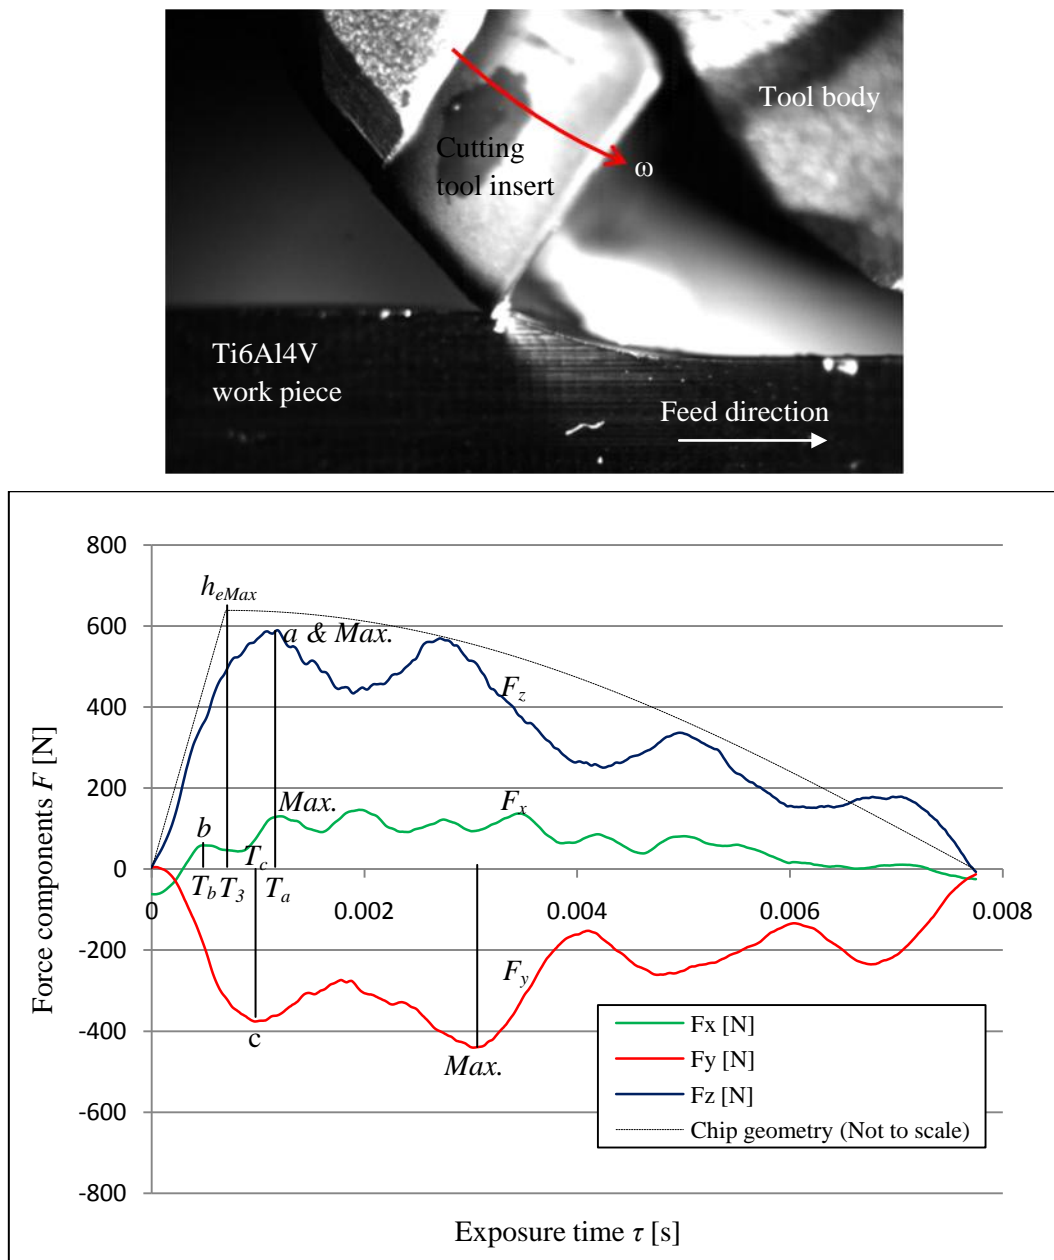 Tool body
Cutting
tool insert
ω
Ti6Al4V
work piece
Feed direction
800
600
400
200
0
-200
-400
-600
-800
Force components F [N]
h_eMax
a & Max.
F_z
Max.
F_x
b
T_c
T_b T_3 T_a
0 0.002 0.004 0.006 0.008
F_y
c
Max.
Fx [N]
Fy [N]
Fz [N]
Chip geometry (Not to scale)
Exposure time τ [s]